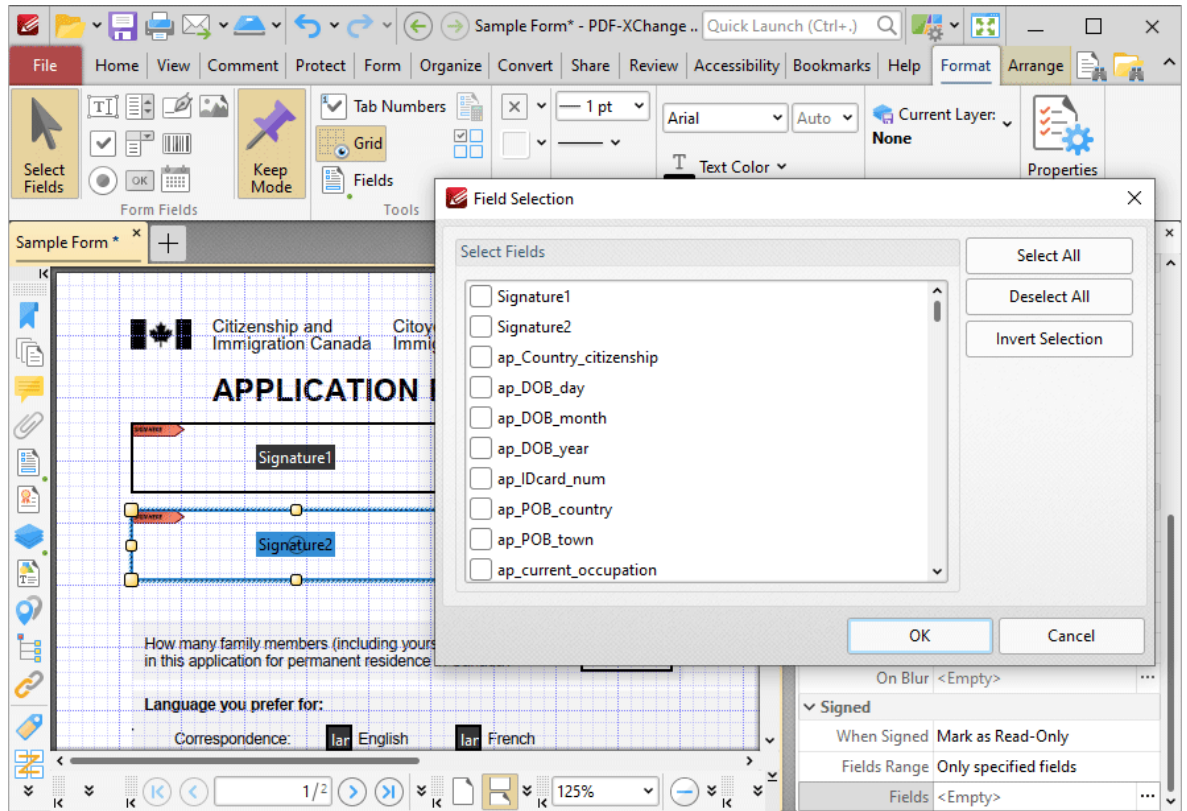 Sample Form* - PDF-XChange ..
Quick Launch (Ctrl+.)
File Home View Comment Protect Form Organize Convert Share Review Accessibility Bookmarks Help Format Arrange
Select Fields
OK
Form Fields
Keep Mode
Tab Numbers
Grid
Fields
Tools
1 pt
Arial
Auto
Text Color
Current Layer:
None
Properties
Sample Form *
Citizenship and
Immigration Canada
APPLICATION
Signature1
Signature2
How many family members (including yours
in this application for permanent residence
Language you prefer for:
Correspondence: lar English lar French
Field Selection
Select Fields
Signature1
Signature2
ap_Country_citizenship
ap_DOB_day
ap_DOB_month
ap_DOB_year
ap_IDcard_num
ap_POB_country
ap_POB_town
ap_current_occupation
Select All
Deselect All
Invert Selection
OK
Cancel
On Blur <Empty>
Signed
When Signed Mark as Read-Only
Fields Range Only specified fields
Fields <Empty>
1/2
125%